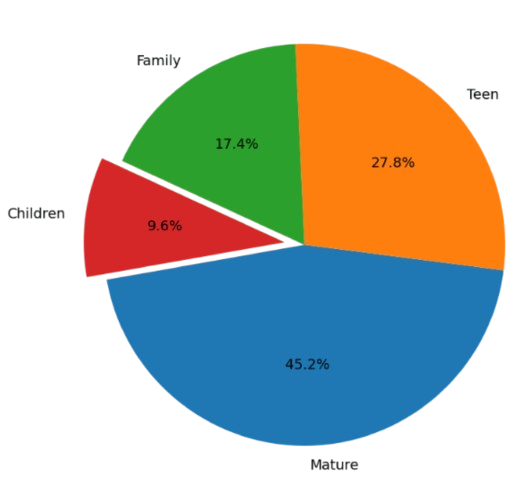 Family
Teen
17.4%
27.8%
Children
9.6%
45.2%
Mature